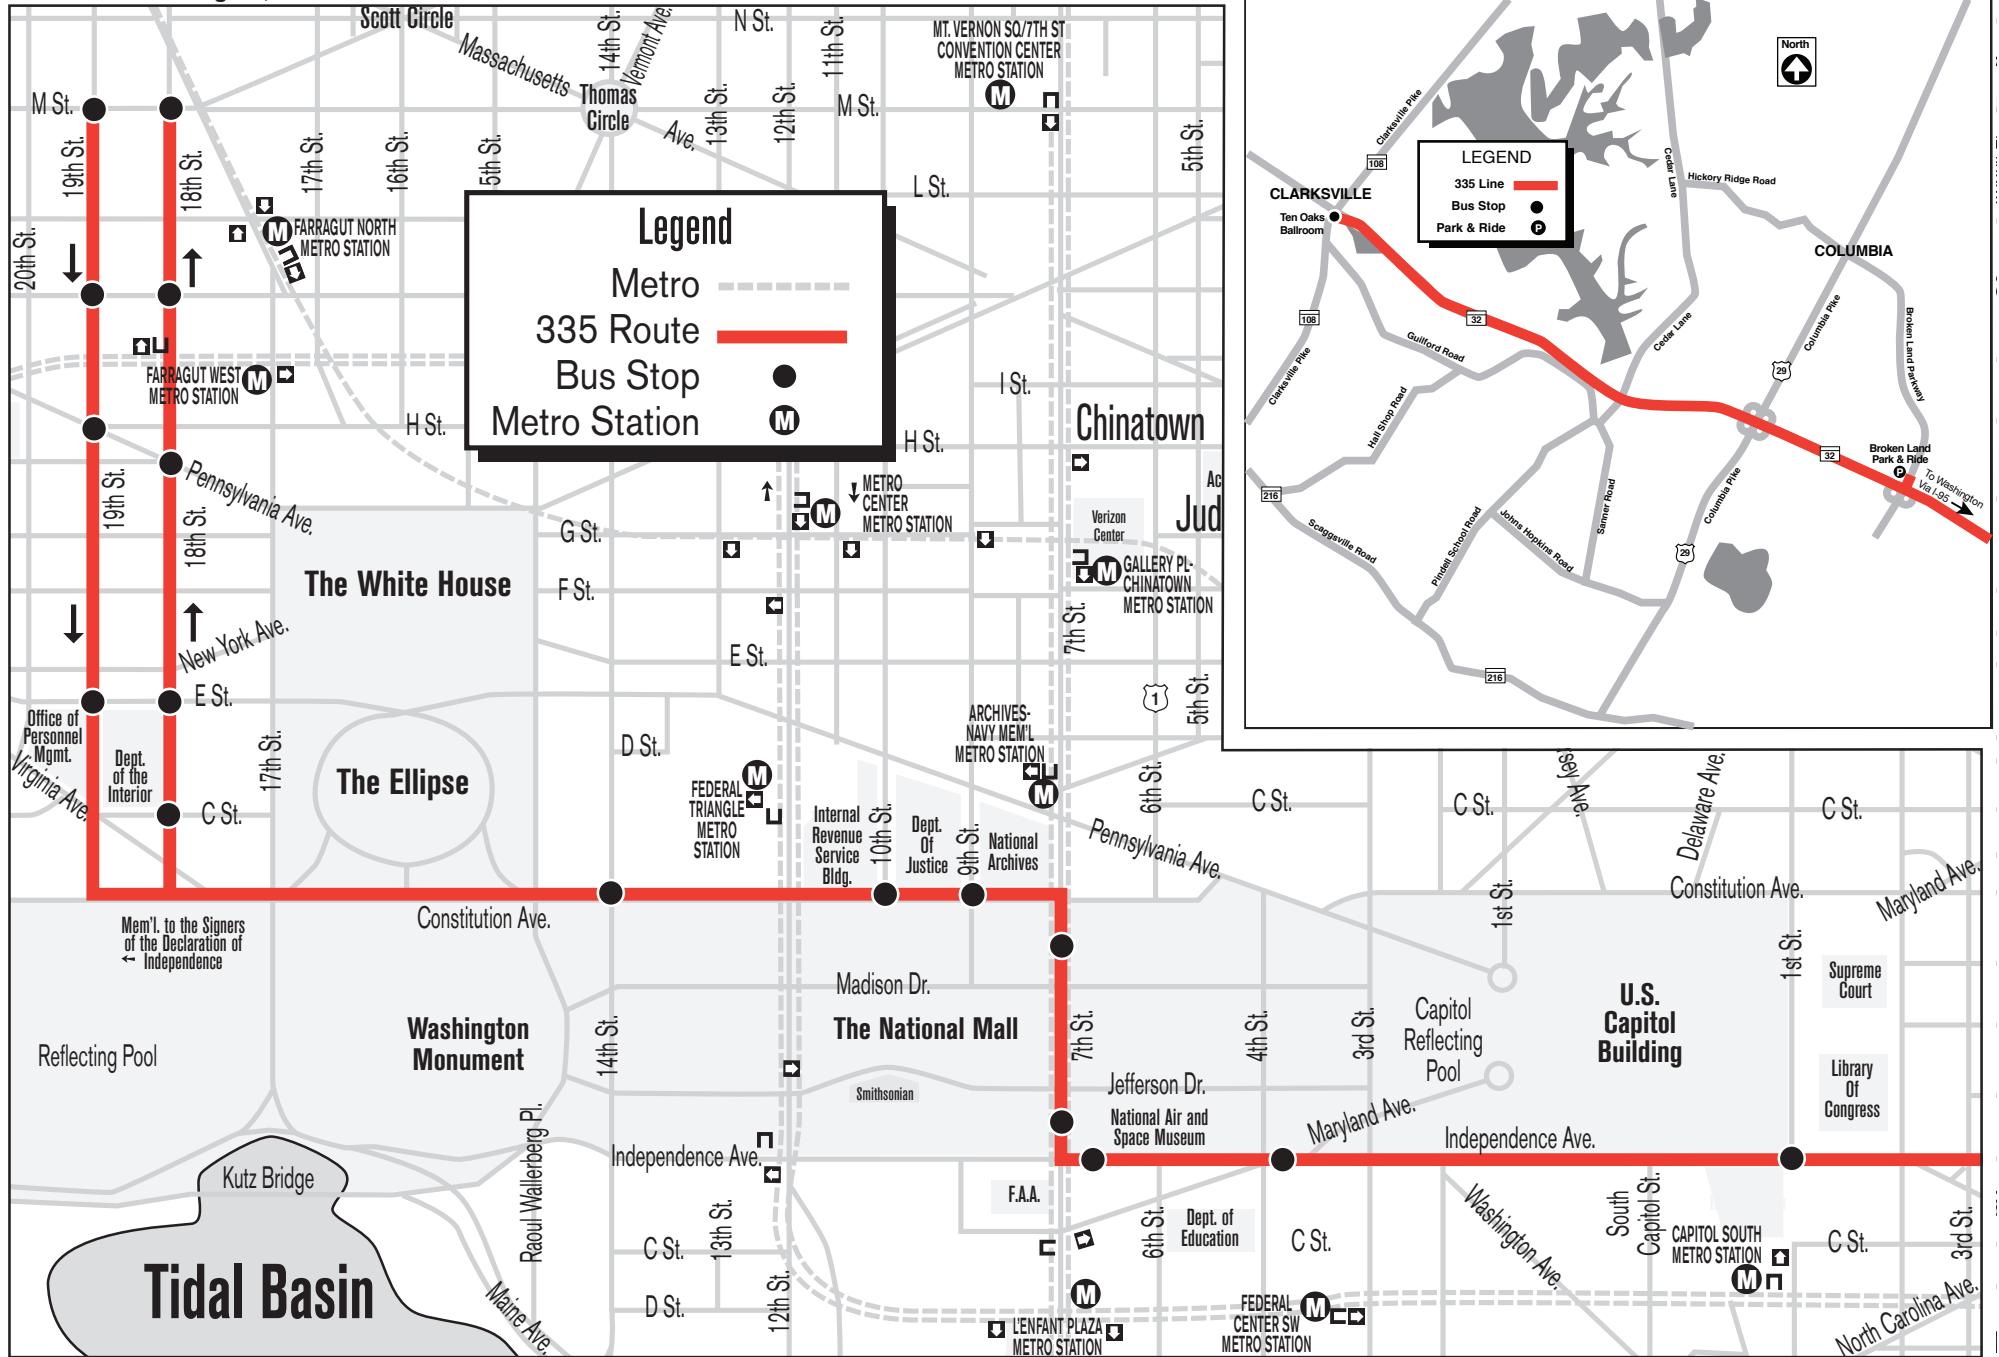 Scott Circle
N St.
14th St.
Vermont Ave.
11th St.
Massachusetts
MT. VERNON SQ/7TH ST
CONVENTION CENTER
METRO STATION
M
M St.
Thomas
Circle
Ave.
13th St.
12th St.
M St.
5th St.
19th St.
18th St.
17th St.
16th St.
5th St.
L St.
20th St.
M
FARRAGUT NORTH
METRO STATION
Legend
Metro
335 Route
Bus Stop
Metro Station
M
FARRAGUT WEST
METRO STATION
M
I St.
H St.
H St.
Chinatown
19th St.
Pennsylvania Ave.
18th St.
METRO
CENTER
METRO STATION
M
G St.
Verizon
Center
Ac
Jud
The White House
F St.
M
GALLERY PL-
CHINATOWN
METRO STATION
7th St.
New York Ave.
E St.
E St.
1
5th St.
Office of
Personnel
Mgmt.
Virginia Ave.
Dept.
of the
Interior
17th St.
C St.
The Ellipse
D St.
ARCHIVES-
NAVY MEM'L
METRO STATION
M
M
FEDERAL
TRIANGLE
METRO
STATION
Internal
Revenue
Service
Bldg.
10th St.
Dept.
Of
Justice
9th St.
National
Archives
Pennsylvania Ave.
6th St.
C St.
C St.
rsey Ave.
Delaware Ave.
C St.
Constitution Ave.
Constitution Ave.
Maryland Ave.
1st St.
1st St.
Mem'l. to the Signers
of the Declaration of
Independence
Madison Dr.
The National Mall
Washington
Monument
Reflecting Pool
14th St.
7th St.
4th St.
3rd St.
Capitol
Reflecting
Pool
U.S.
Capitol
Building
Supreme
Court
Library
Of
Congress
Smithsonian
Jefferson Dr.
National Air and
Space Museum
Maryland Ave.
Independence Ave.
Independence Ave.
Raoul Wallerberg Pl.
Kutz Bridge
Tidal Basin
Maine Ave.
C St.
13th St.
D St.
12th St.
F.A.A.
6th St.
Dept. of
Education
C St.
Washington Ave.
South
Capitol St.
CAPITOL SOUTH
METRO STATION
M
C St.
3rd St.
North Carolina Ave.
M
L'ENFANT PLAZA
METRO STATION
FEDERAL
CENTER SW
METRO STATION
M
North
Clarksville Pike
108
LEGEND
335 Line
Bus Stop
Park & Ride
P
CLARKSVILLE
Ten Oaks
Ballroom
Cedar Lane
Hickory Ridge Road
COLUMBIA
108
32
Guilford Road
Clarksville Pike
Hall Shop Road
Cedar Lane
Columbia Pike
29
Broken Land Parkway
Broken Land
Park & Ride
P
32
To Washington
Via I-95
216
Scaggsville Road
Pindell School Road
Johns Hopkins Road
Sanner Road
Columbia Pike
29
216